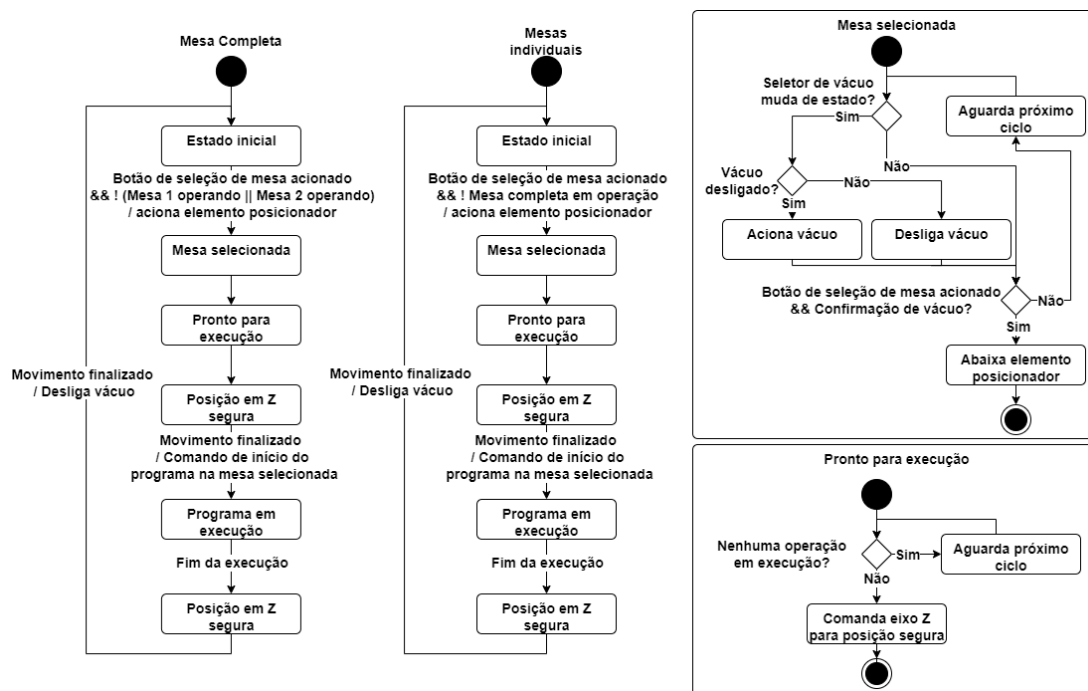 Mesa Completa
Estado inicial
Botão de seleção de mesa acionado
&& ! (Mesa 1 operando || Mesa 2 operando)
/ aciona elemento posicionador
Mesa selecionada
Pronto para
execução
Movimento finalizado
/ Desliga vácuo
Posição em Z
segura
Movimento finalizado
/ Comando de início do
programa na mesa selecionada
Programa em
execução
Fim da execução
Posição em Z
segura
Mesas
individuais
Estado inicial
Botão de seleção de mesa acionado
&& ! Mesa completa em operação
/ aciona elemento posicionador
Mesa selecionada
Pronto para
execução
Movimento finalizado
/ Desliga vácuo
Posição em Z
segura
Movimento finalizado
/ Comando de início do
programa na mesa selecionada
Programa em
execução
Fim da execução
Posição em Z
segura
Mesa selecionada
Seletor de vácuo
muda de estado?
Sim
Aguarda próximo
ciclo
Não
Vácuo
desligado?
Não
Sim
Aciona vácuo
Desliga vácuo
Botão de seleção de mesa acionado
&& Confirmação de vácuo?
Não
Sim
Abaixa elemento
posicionador
Pronto para execução
Nenhuma operação
em execução?
Sim
Aguarda próximo
ciclo
Não
Comanda eixo Z
para posição segura